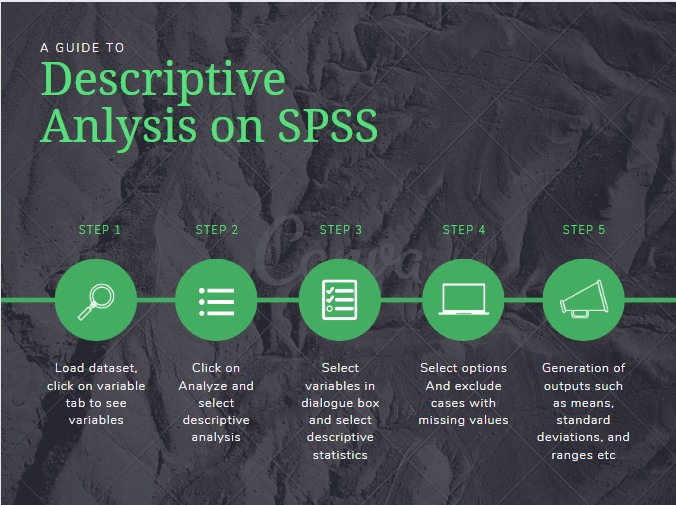 A GUIDE TO
Descriptive
Anlysis on SPSS
STEP 1
STEP 2
STEP 3
STEP 4
STEP 5
Canva
Load dataset,
click on variable
tab to see
variables
Click on
Analyze and
select
descriptive
analysis
Select
variables in
dialogue box
and select
descriptive
statistics
Select options
And exclude
cases with
missing values
Generation of
outputs such
as means,
standard
deviations, and
ranges etc